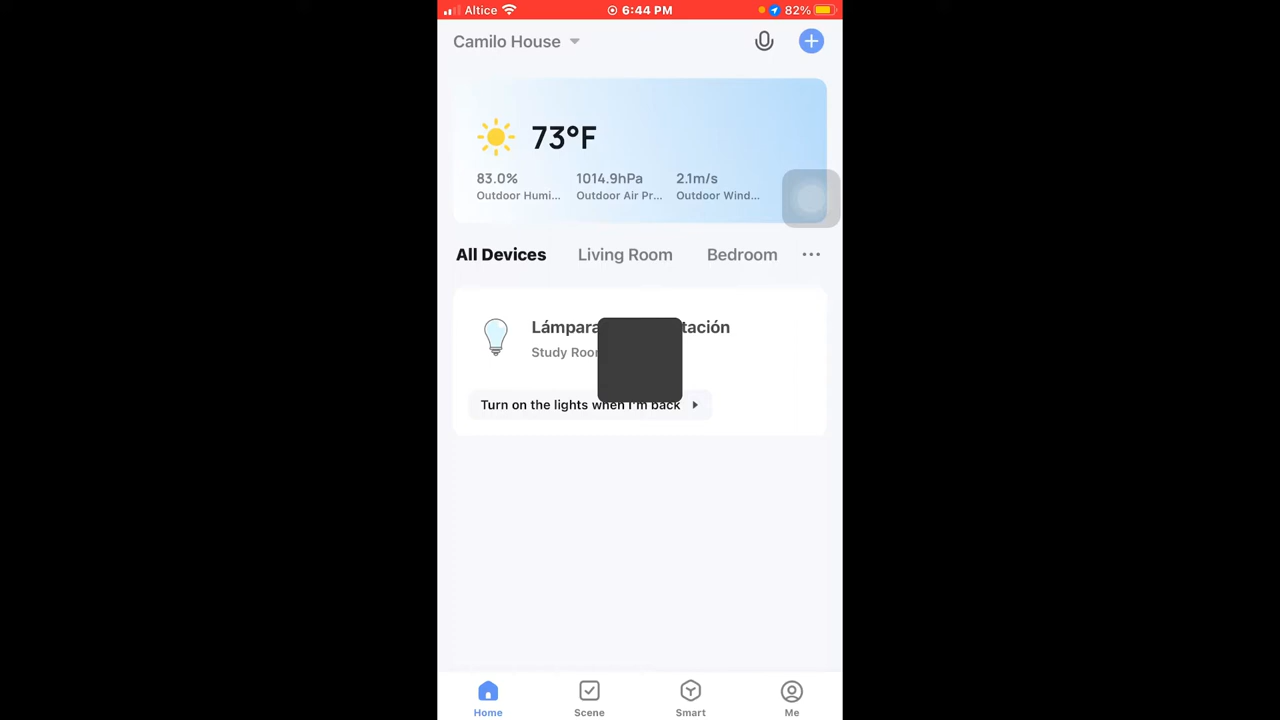 Altice 6:44 PM 82%
Camilo House
73°F
83.0% 1014.9hPa 2.1m/s
Outdoor Humi... Outdoor Air Pr... Outdoor Wind...
All Devices Living Room Bedroom ...
Lámpara
Study
Turn on the lights when I'm back
Home Scene Smart Me